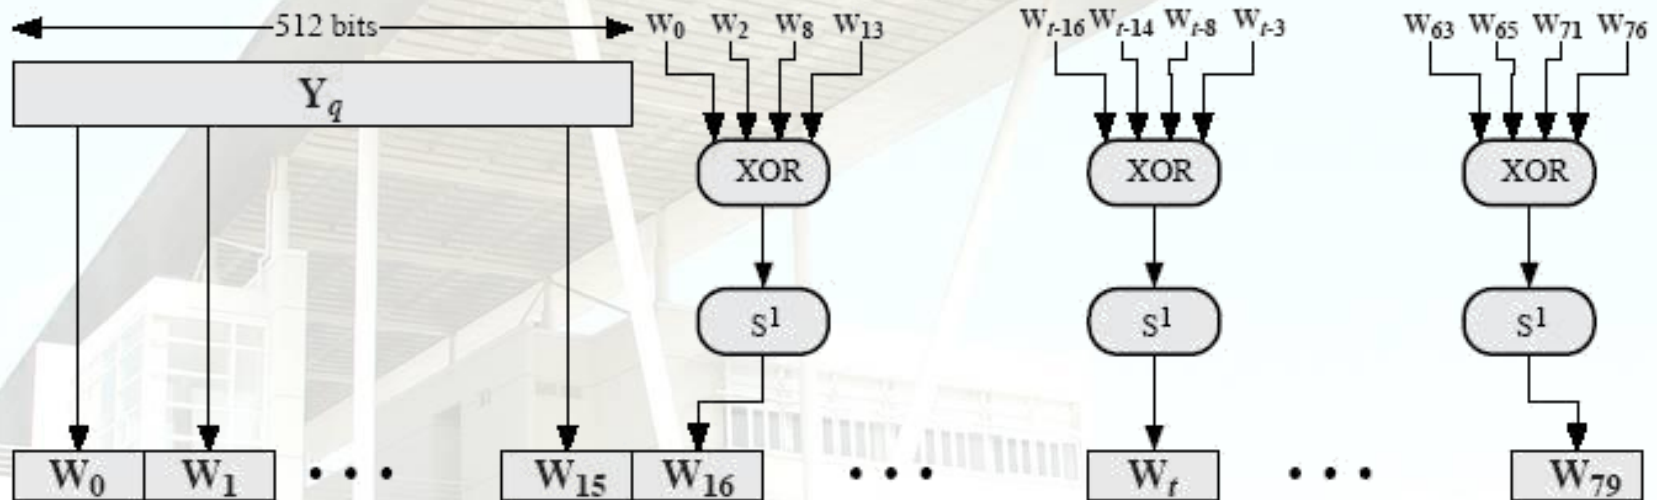 512 bits W0 W2 W8 W13 Wt-16 Wt-14 Wt-8 Wt-3 W63 W65 W71 W76
Yq
XOR XOR XOR
S1 S1 S1
W0 W1 • • • W15 W16 • • • Wt • • • W79